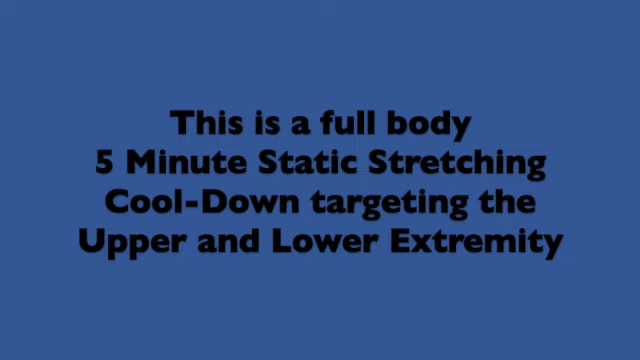 This is a full body
5 Minute Static Stretching
Cool-Down targeting the
Upper and Lower Extremity